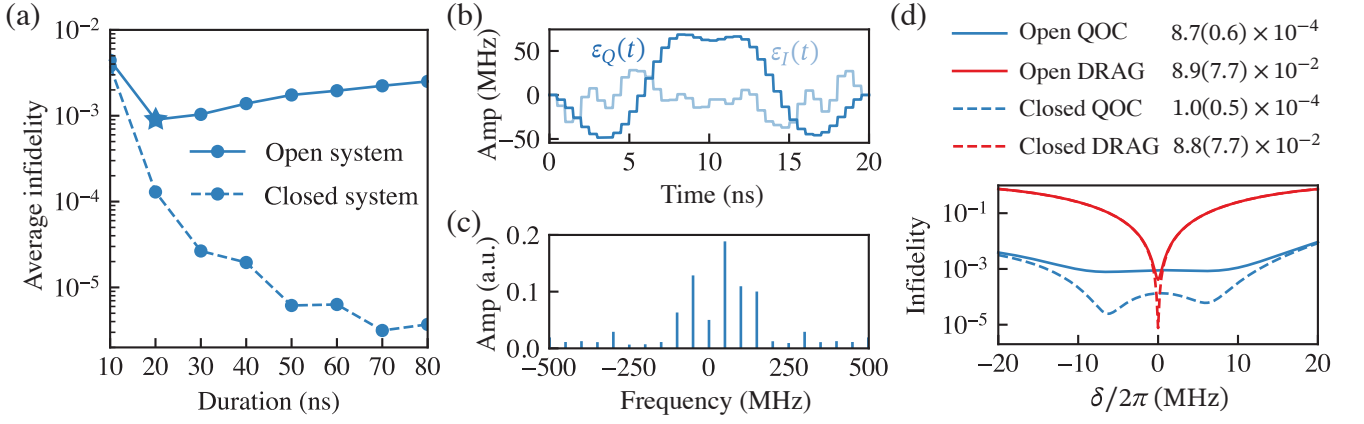 (a)
10⁻²
10⁻³
10⁻⁴
10⁻⁵
Average infidelity
Open system
Closed system
10 20 30 40 50 60 70 80
Duration (ns)
(b)
50
0
−50
Amp (MHz)
ε_Q(t)
ε_I(t)
0 5 10 15 20
Time (ns)
(c)
0.2
0.1
0.0
Amp (a.u.)
−500 −250 0 250 500
Frequency (MHz)
(d)
Open QOC 8.7(0.6) × 10⁻⁴
Open DRAG 8.9(7.7) × 10⁻²
Closed QOC 1.0(0.5) × 10⁻⁴
Closed DRAG 8.8(7.7) × 10⁻²
10⁻¹
10⁻³
10⁻⁵
Infidelity
−20 −10 0 10 20
δ/2π (MHz)